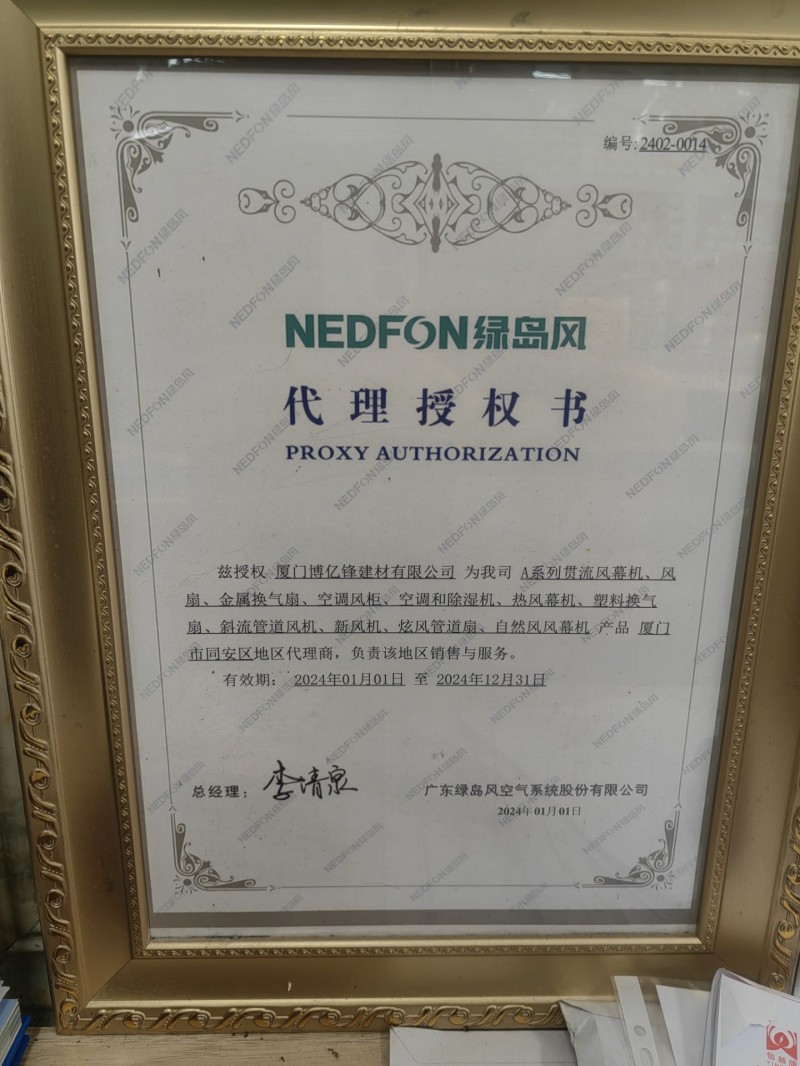 编号:2402-0014
NEDFON绿岛风
代理授权书
PROXY AUTHORIZATION
兹授权 厦门博亿锋建材有限公司 为我司 A系列贯流风幕机、风
扇、金属换气扇、空调风柜、空调和除湿机、热风幕机、塑料换气
扇、斜流管道风机、新风机、炫风管道扇、自然风风幕机 产品 厦门
市同安区地区代理商，负责该地区销售与服务。
有效期： 2024年01月01日 至 2024年12月31日
总经理：李清泉
广东绿岛风空气系统股份有限公司
2024年01月01日